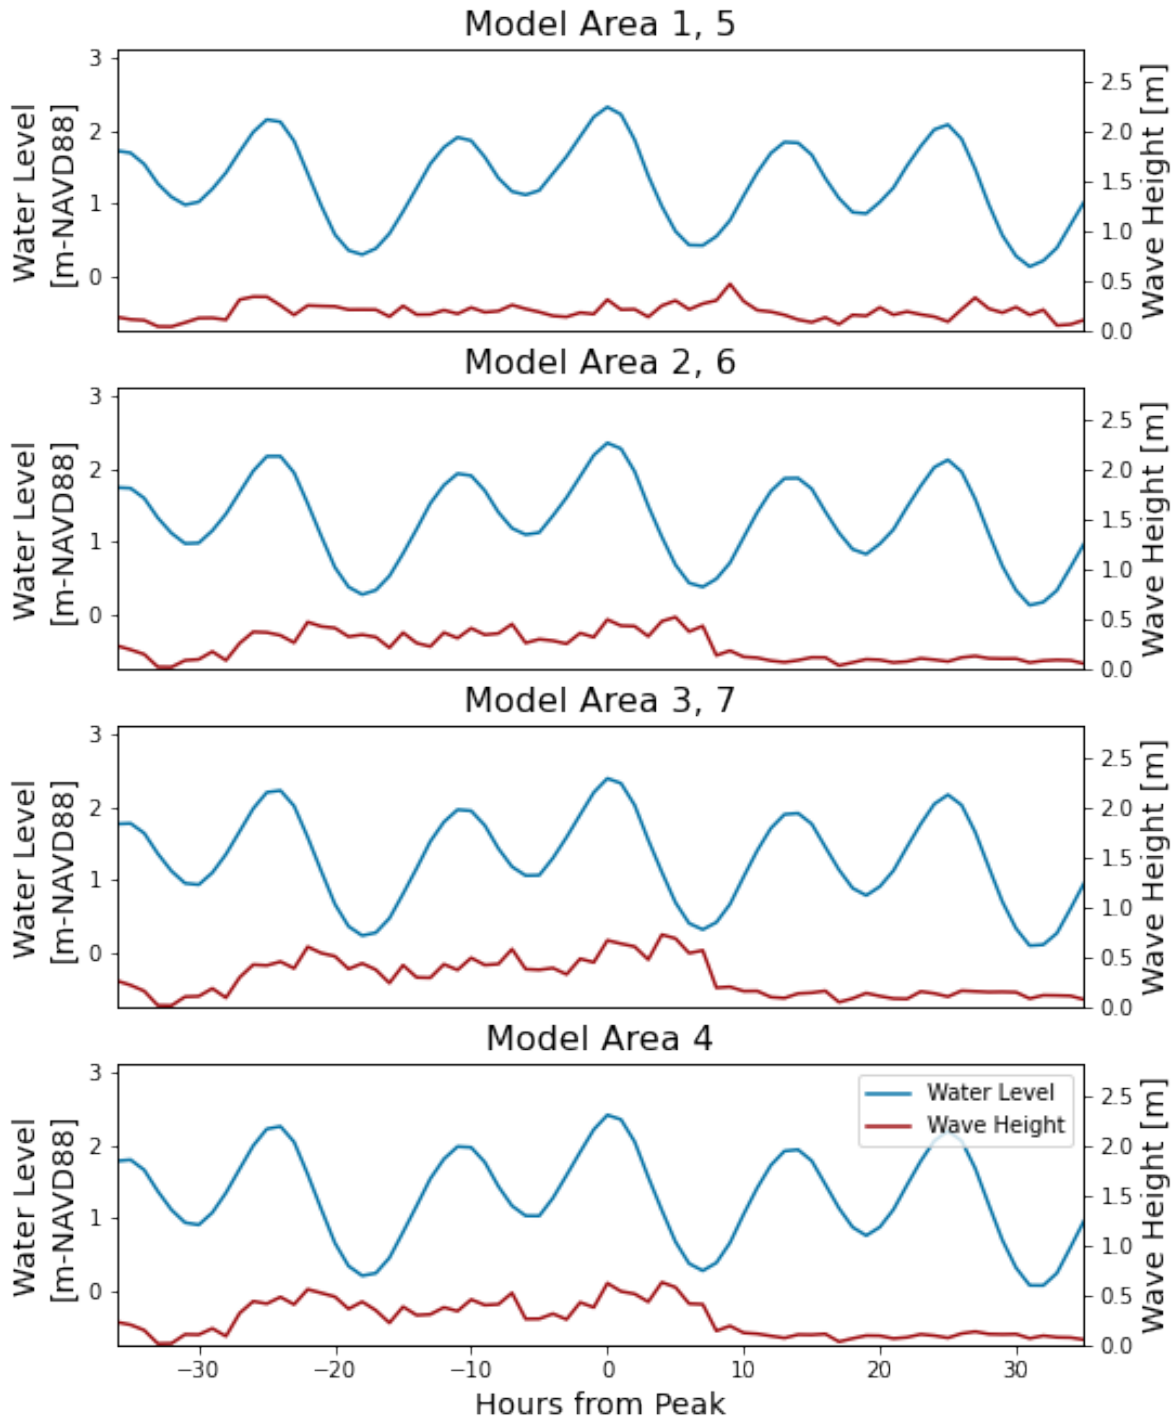 Model Area 1, 5
3
2
1
0
Water Level
[m-NAVD88]
2.5
2.0
1.5
1.0
0.5
0.0
Wave Height [m]
Model Area 2, 6
3
2
1
0
Water Level
[m-NAVD88]
2.5
2.0
1.5
1.0
0.5
0.0
Wave Height [m]
Model Area 3, 7
3
2
1
0
Water Level
[m-NAVD88]
2.5
2.0
1.5
1.0
0.5
0.0
Wave Height [m]
Model Area 4
3
2
1
0
Water Level
[m-NAVD88]
Water Level
Wave Height
2.5
2.0
1.5
1.0
0.5
0.0
Wave Height [m]
−30 −20 −10 0 10 20 30
Hours from Peak